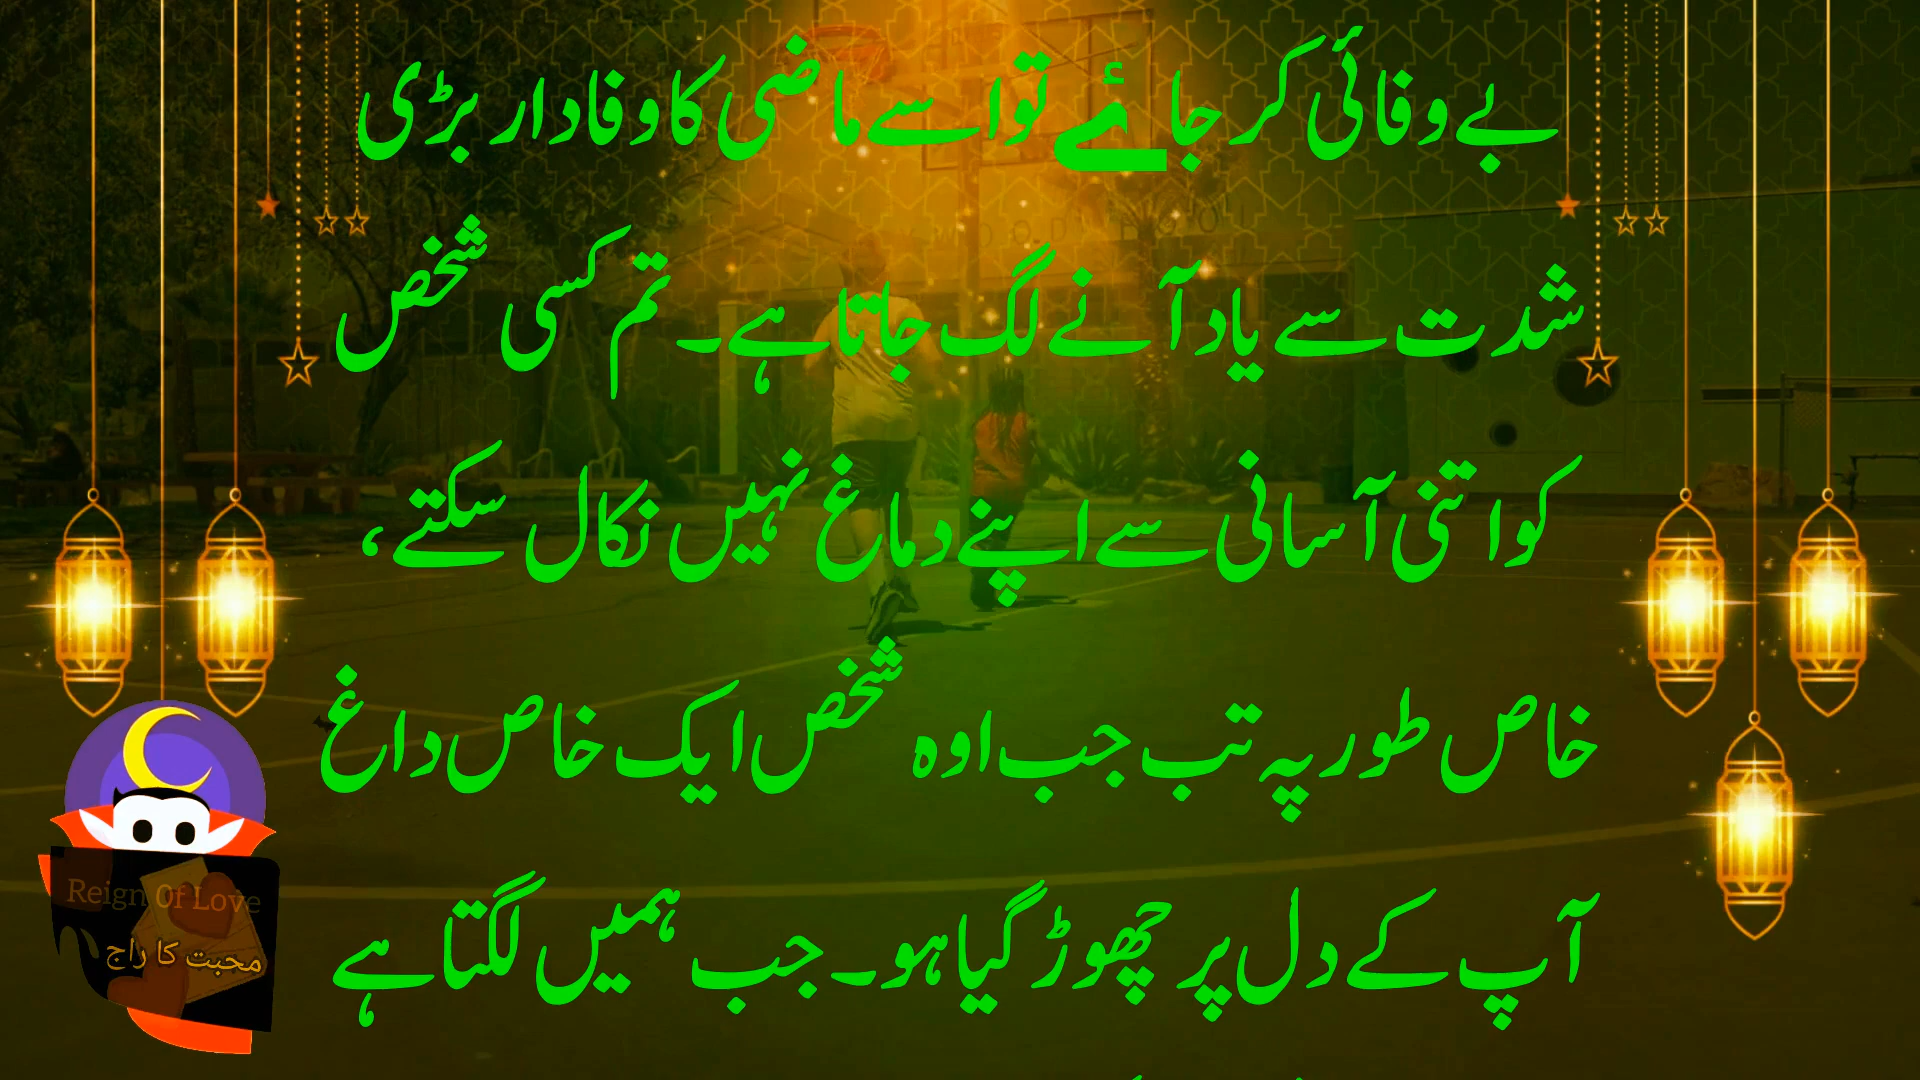 بے وفائی کر جائے تو اسے ماضی کا وفادار بڑی
شدت سے یاد آنے لگ جاتا ہے۔ تم کسی شخص
کو اتنی آسانی سے اپنے دماغ نہیں نکال سکتے،
خاص طور پہ تب جب اوہ شخص ایک خاص داغ
آپ کے دل پر چھوڑ گیا ہو۔ جب ہمیں لگتا ہے
Reign Of Love
محبت کا راج